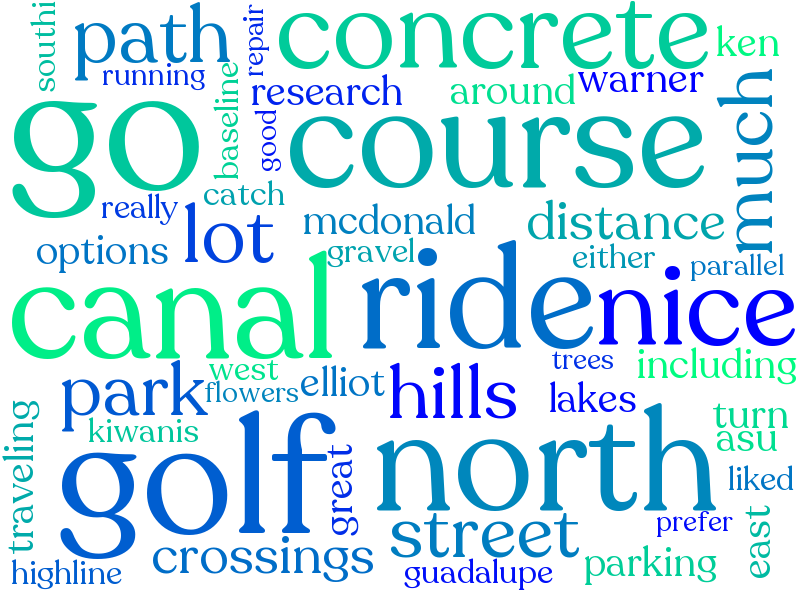 southi
path
repair
concrete
ken
running
research
around
warner
go
baseline
good
course
much
really
catch
lot
mcdonald
distance
options
gravel
either
parallel
canal
ride
nice
west
trees
including
park
flowers
elliot
hills
lakes
kiwanis
turn
asu
traveling
golf
great
north
liked
street
prefer
east
crossings
parking
highline
guadalupe